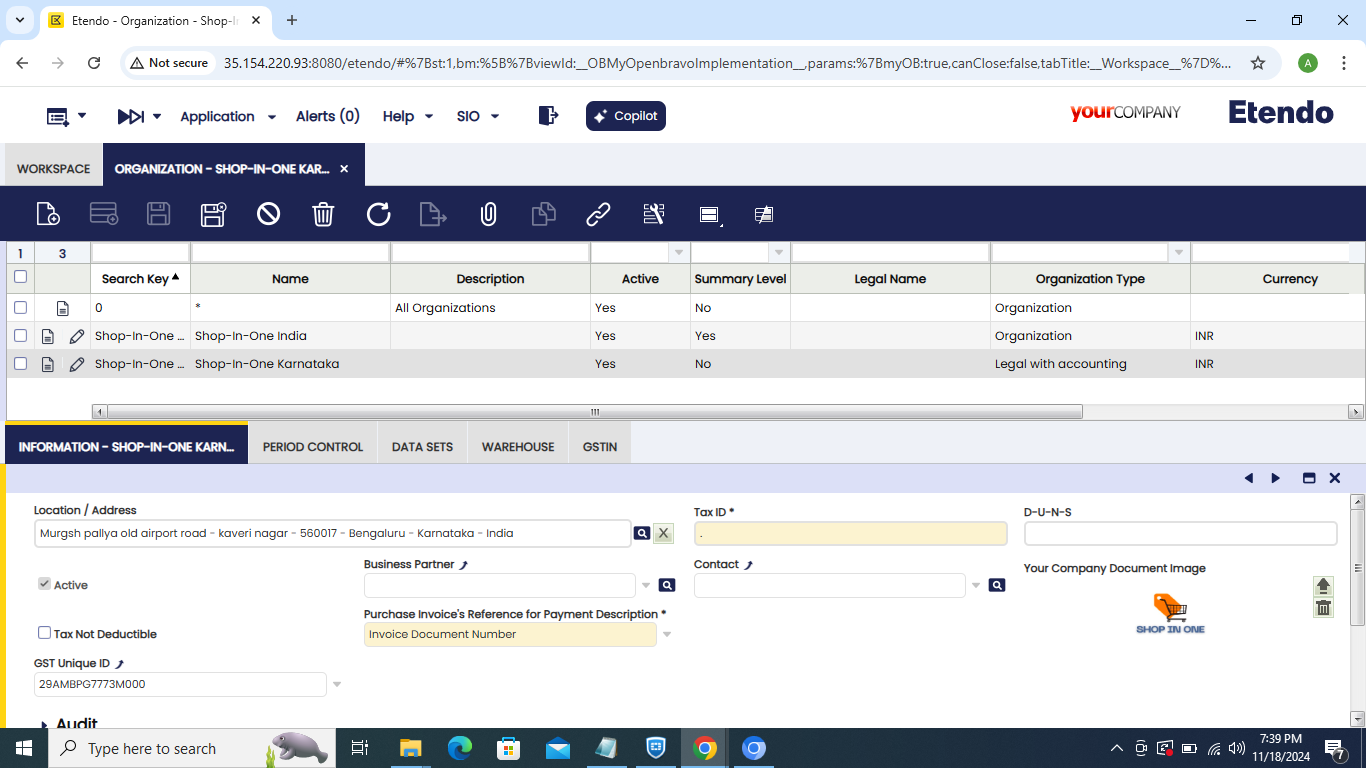 Etendo - Organization - Shop-In
Not secure
35.154.220.93:8080/etendo/#%7Bst:1,bm:%5B%7BviewId:__OBMyOpenbravoImplementation__,params:%7BmyOB:true,canClose:false,tabTitle:__Workspace__%7D%...
A
Application
Alerts (0)
Help
SIO
Copilot
yourCOMPANY
Etendo
WORKSPACE
ORGANIZATION - SHOP-IN-ONE KAR...
1 3
Search Key Name Description Active Summary Level Legal Name Organization Type Currency
0 * All Organizations Yes No Organization
Shop-In-One ... Shop-In-One India Yes Yes Organization INR
Shop-In-One ... Shop-In-One Karnataka Yes No Legal with accounting INR
INFORMATION - SHOP-IN-ONE KARN...
PERIOD CONTROL
DATA SETS
WAREHOUSE
GSTIN
Location / Address
Tax ID *
D-U-N-S
Murgsh pallya old airport road - kaveri nagar - 560017 - Bengaluru - Karnataka - India
.
Active
Business Partner
Contact
Your Company Document Image
SHOP IN ONE
Tax Not Deductible
Purchase Invoice's Reference for Payment Description *
Invoice Document Number
GST Unique ID
29AMBPG7773M000
Audit
Type here to search
7:39 PM
11/18/2024
7